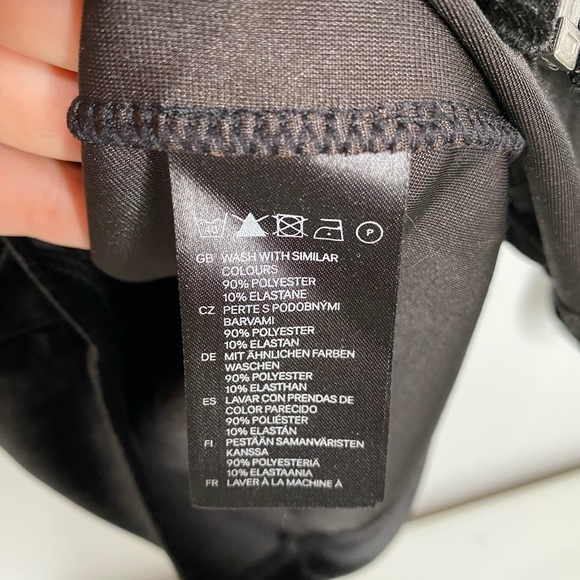 40 P
GB WASH WITH SIMILAR
COLOURS
90% POLYESTER
10% ELASTANE
CZ PERTE S PODOBNÝMI
BARVAMI
90% POLYESTER
10% ELASTAN
DE MIT ÄHNLICHEN FARBEN
WASCHEN
90% POLYESTER
10% ELASTHAN
ES LAVAR CON PRENDAS DE
COLOR PARECIDO
90% POLIÉSTER
10% ELASTÁN
FI PESTÄÄN SAMANVÄRISTEN
KANSSA
90% POLYESTERIÄ
10% ELASTAANIA
FR LAVER À LA MACHINE À